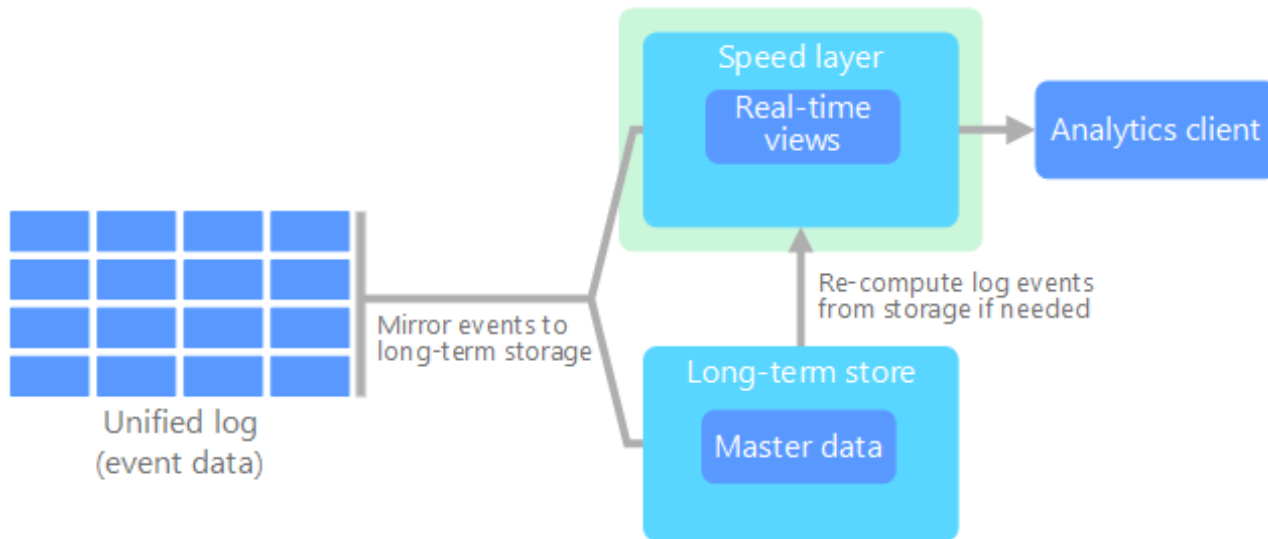 Speed layer
Real-time
views
Analytics client
Re-compute log events
from storage if needed
Mirror events to
long-term storage
Long-term store
Master data
Unified log
(event data)